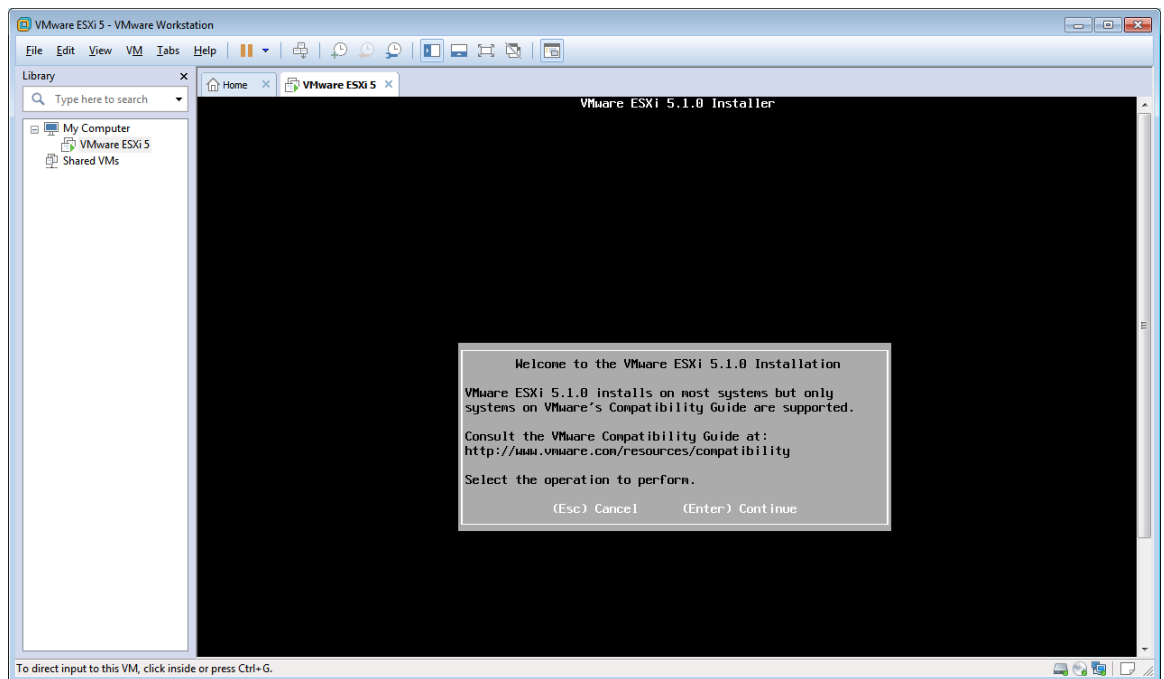 VMware ESXi 5 - VMware Workstation
File Edit View VM Tabs Help
Library
Type here to search
My Computer
VMware ESXi 5
Shared VMs
Home
VMware ESXi 5
VMware ESXi 5.1.0 Installer
Welcome to the VMware ESXi 5.1.0 Installation
VMware ESXi 5.1.0 installs on most systems but only
systems on VMware's Compatibility Guide are supported.
Consult the VMware Compatibility Guide at:
http://www.vmware.com/resources/compatibility
Select the operation to perform.
(Esc) Cancel (Enter) Continue
To direct input to this VM, click inside or press Ctrl+G.